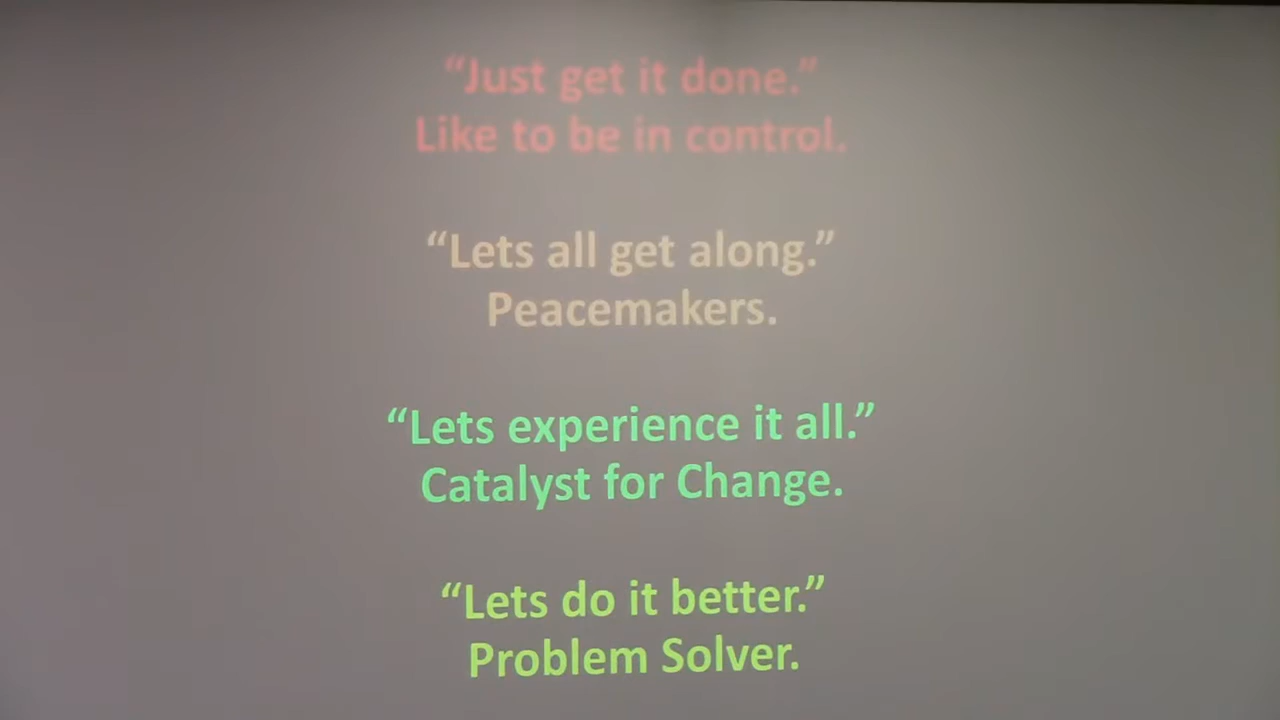 “Just get it done.”
Like to be in control.
“Lets all get along.”
Peacemakers.
“Lets experience it all.”
Catalyst for Change.
“Lets do it better.”
Problem Solver.